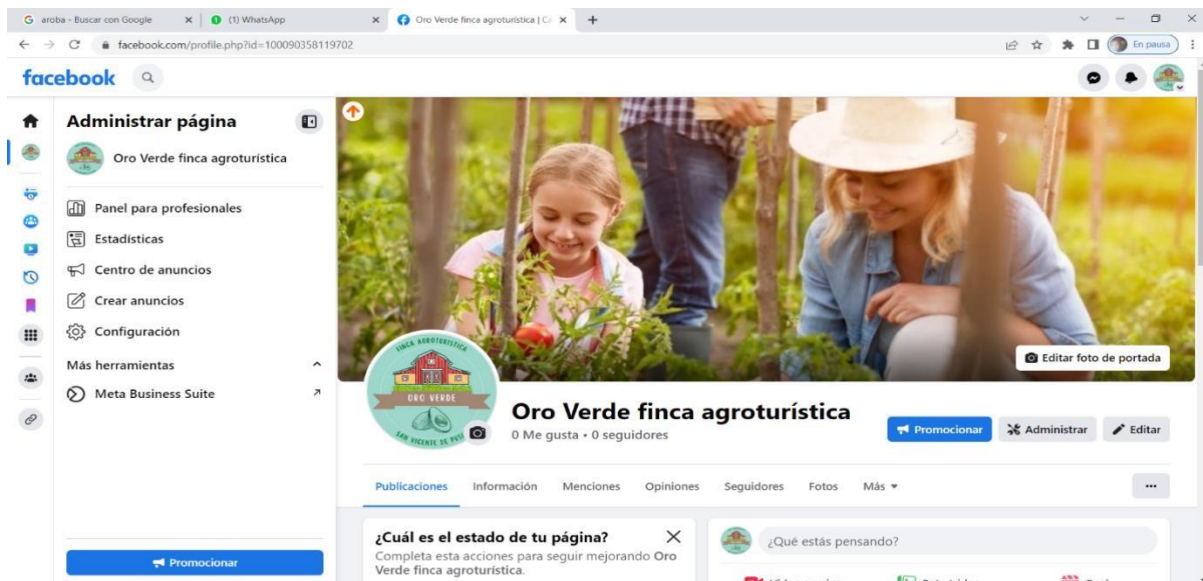 aroba - Buscar con Google
(1) WhatsApp
Oro Verde finca agroturística | Ca
facebook.com/profile.php?id=100090358119702
En pausa
facebook
Administrar página
Oro Verde finca agroturística
Panel para profesionales
Estadísticas
Centro de anuncios
Crear anuncios
Configuración
Más herramientas
Meta Business Suite
Promocionar
Editar foto de portada
FINCA AGROTURISTICA
ORO VERDE
SAN VICENTE DE
Oro Verde finca agroturística
0 Me gusta • 0 seguidores
Promocionar
Administrar
Editar
Publicaciones
Información
Menciones
Opiniones
Seguidores
Fotos
Más
¿Cuál es el estado de tu página?
Completa esta acciones para seguir mejorando Oro
Verde finca agroturística.
¿Qué estás pensando?